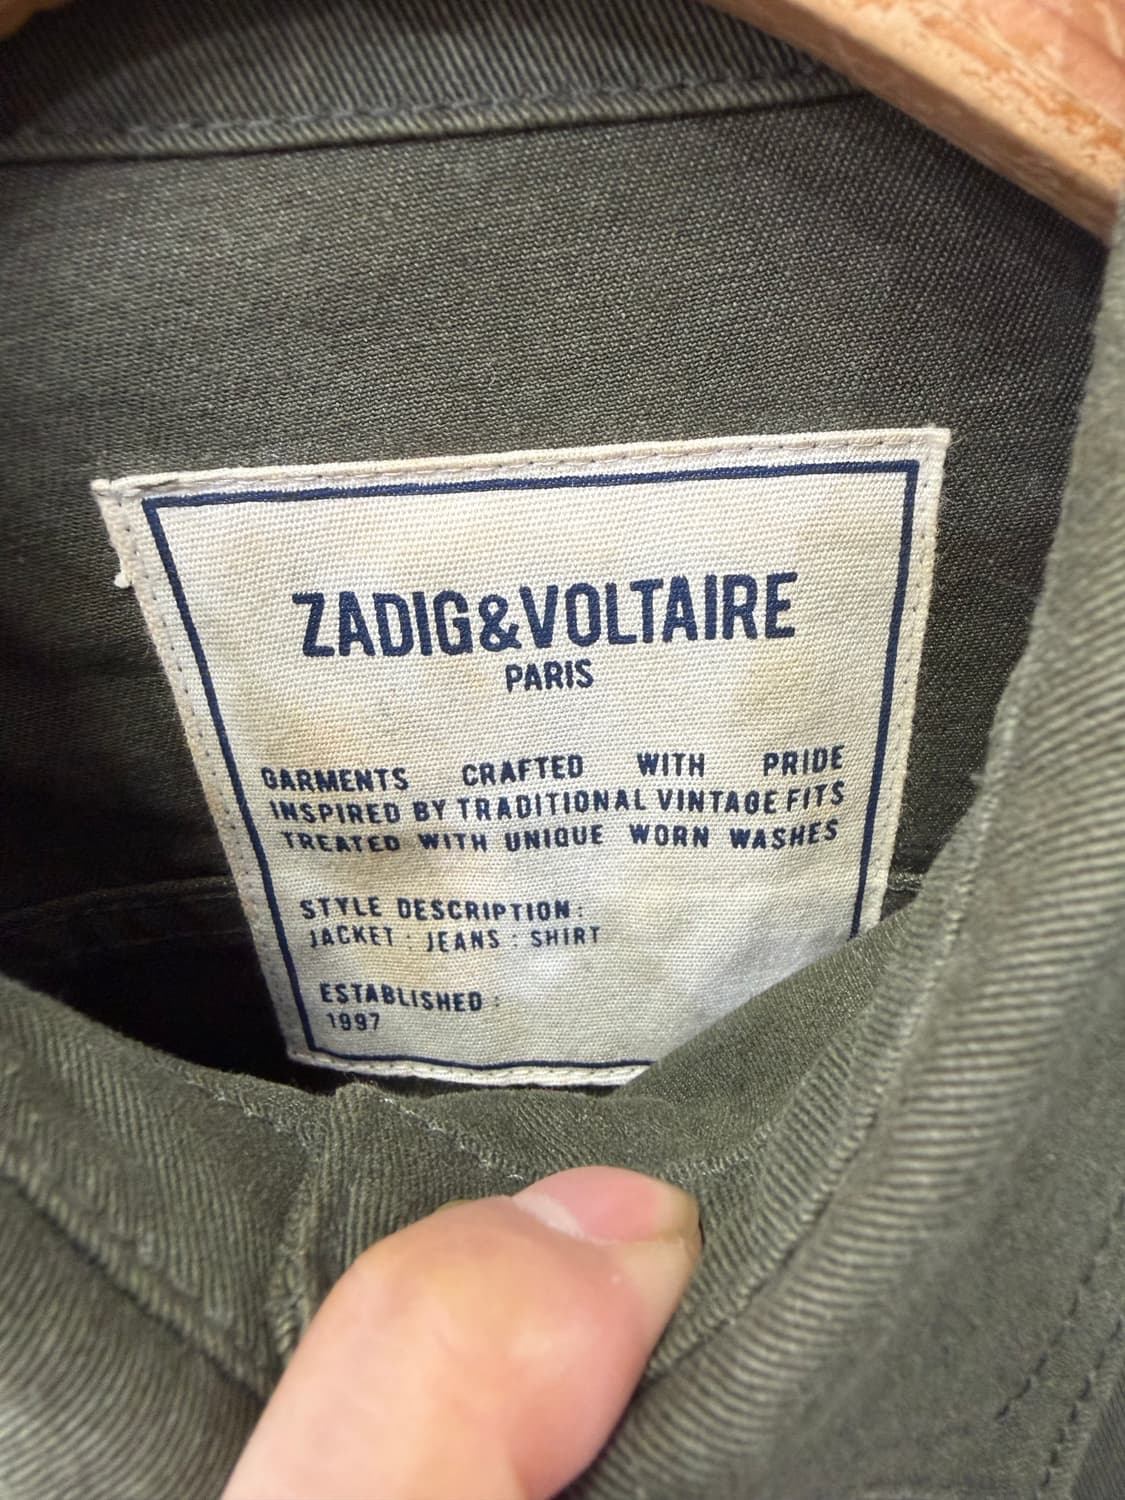 ZADIG&VOLTAIRE
PARIS
GARMENTS CRAFTED WITH PRIDE
INSPIRED BY TRADITIONAL VINTAGE FITS
TREATED WITH UNIQUE WORN WASHES
STYLE DESCRIPTION:
JACKET : JEANS : SHIRT
ESTABLISHED :
1997